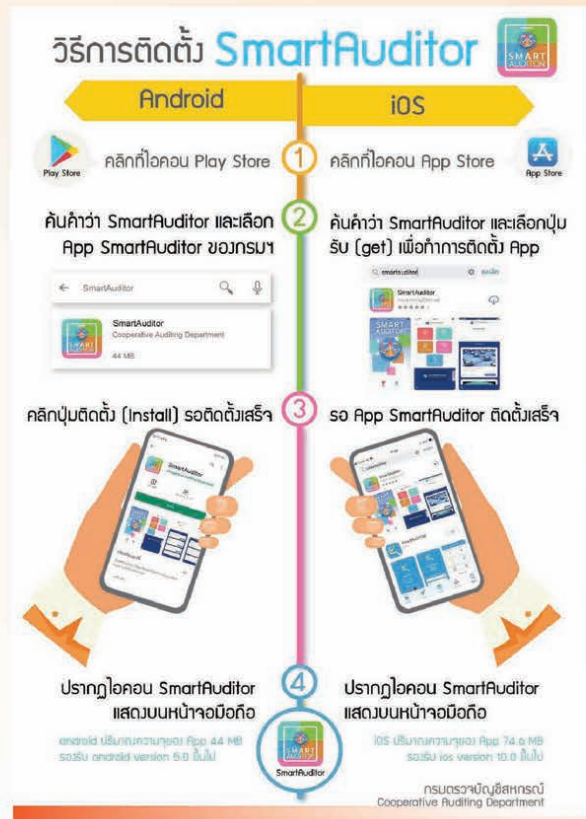 วิธีการติดตั้ง SmartAuditor
SMART
AUDITOR
Android
iOS
Play Store
คลิกที่ไอคอน Play Store
1
คลิกที่ไอคอน App Store
App Store
2
ค้นคำว่า SmartAuditor และเลือก
App SmartAuditor ของกรมฯ
SmartAuditor
SmartAuditor
Cooperative Auditing Department
44 MB
ค้นคำว่า SmartAuditor และเลือกปุ่ม
รับ (get) เพื่อทำการติดตั้ง App
smartauditor
ยกเลิก
SmartAuditor
SMART
AUDITOR
3
คลิกปุ่มติดตั้ง (Install) รอติดตั้งเสร็จ
SmartAuditor
รอ App SmartAuditor ติดตั้งเสร็จ
4
ปรากฏไอคอน SmartAuditor
แสดงบนหน้าจอมือถือ
android ปริมาณความจุของ App 44 MB
รองรับ android version 5.0 ขึ้นไป
SmartAuditor
ปรากฏไอคอน SmartAuditor
แสดงบนหน้าจอมือถือ
iOS ปริมาณความจุของ App 74.6 MB
รองรับ ios version 10.0 ขึ้นไป
กรมตรวจบัญชีสหกรณ์
Cooperative Auditing Department